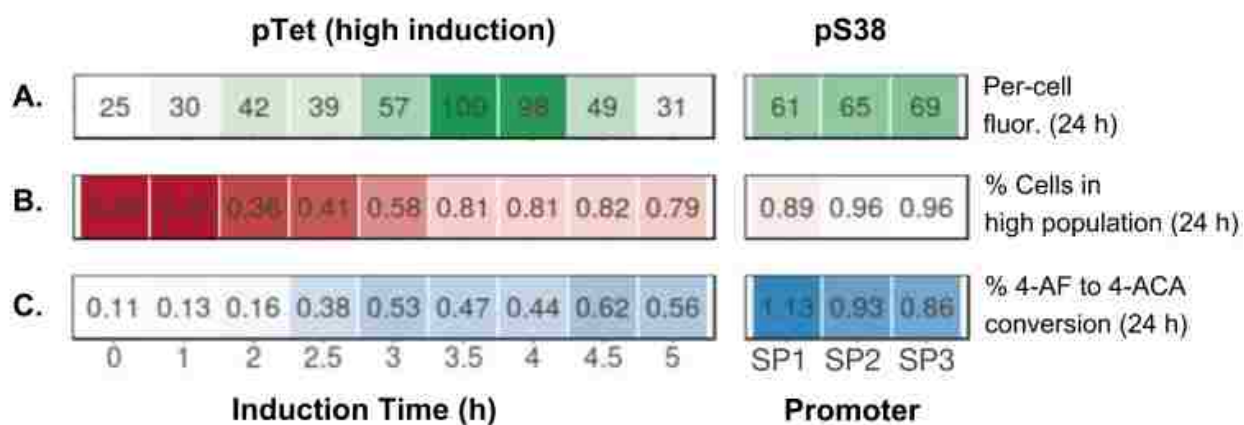 pTet (high induction) pS38
A. 25 30 42 39 57 100 98 49 31 61 65 69 Per-cell
fluor. (24 h)
B. 0.36 0.41 0.58 0.81 0.81 0.82 0.79 0.89 0.96 0.96 % Cells in
high population (24 h)
C. 0.11 0.13 0.16 0.38 0.53 0.47 0.44 0.62 0.56 1.13 0.93 0.86 % 4-AF to 4-ACA
conversion (24 h)
0 1 2 2.5 3 3.5 4 4.5 5 SP1 SP2 SP3
Induction Time (h) Promoter